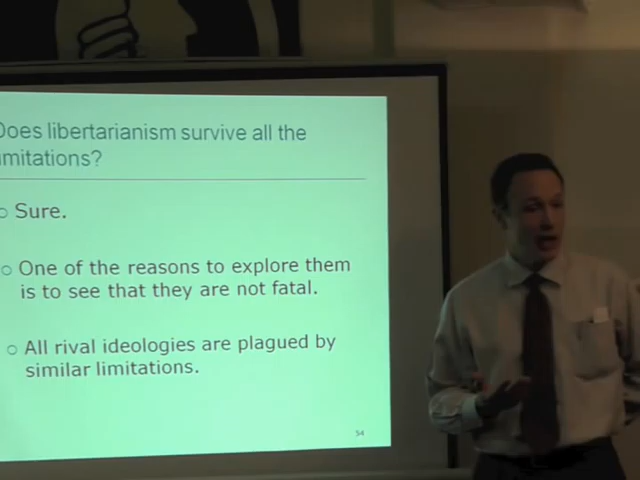 Does libertarianism survive all the
imitations?
○ Sure.
○ One of the reasons to explore them
is to see that they are not fatal.
○ All rival ideologies are plagued by
similar limitations.
54